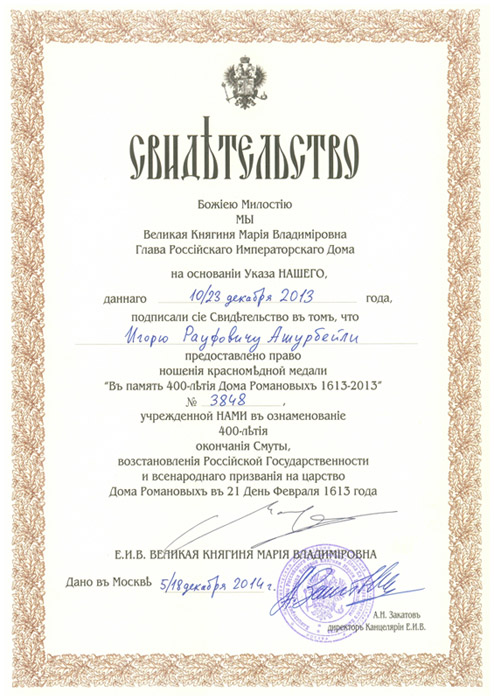 СВИДѢТЕЛЬСТВО
Божіею Милостію
МЫ
Великая Княгиня Марія Владиміровна
Глава Россійскаго Императорскаго Дома
на основаніи Указа НАШЕГО,
даннаго 10/23 декабря 2013 года,
подписали сіе Свидетельство въ томъ, что
Игорю Рауфовичу Ашурбейли
предоставлено право
ношенія красномѣдной медали
"Въ память 400-лѣтія Дома Романовыхъ 1613-2013"
№ 3848,
учрежденной НАМИ въ ознаменованіе
400-лѣтія
окончанія Смуты,
возстановленія Россійской Государственности
и всенароднаго призванія на царство
Дома Романовыхъ въ 21 День Февраля 1613 года
Е.И.В. ВЕЛИКАЯ КНЯГИНЯ МАРІЯ ВЛАДИМІРОВНА
Дано въ Москвѣ 5/18 декабря 2014 г.
А.Н. Закатовъ
директоръ Канцеляріи Е.И.В.